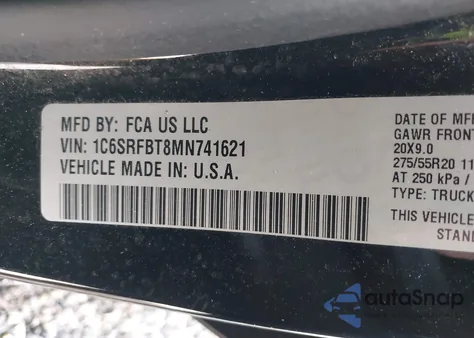 MFD BY: FCA US LLC
VIN: 1C6SRFBT8MN741621
VEHICLE MADE IN: U.S.A.
DATE OF MF
GAWR FRONT
20X9.0
275/55R20 11
AT 250 kPa /
TYPE: TRUCK
THIS VEHICLE
STAN
autoSnap